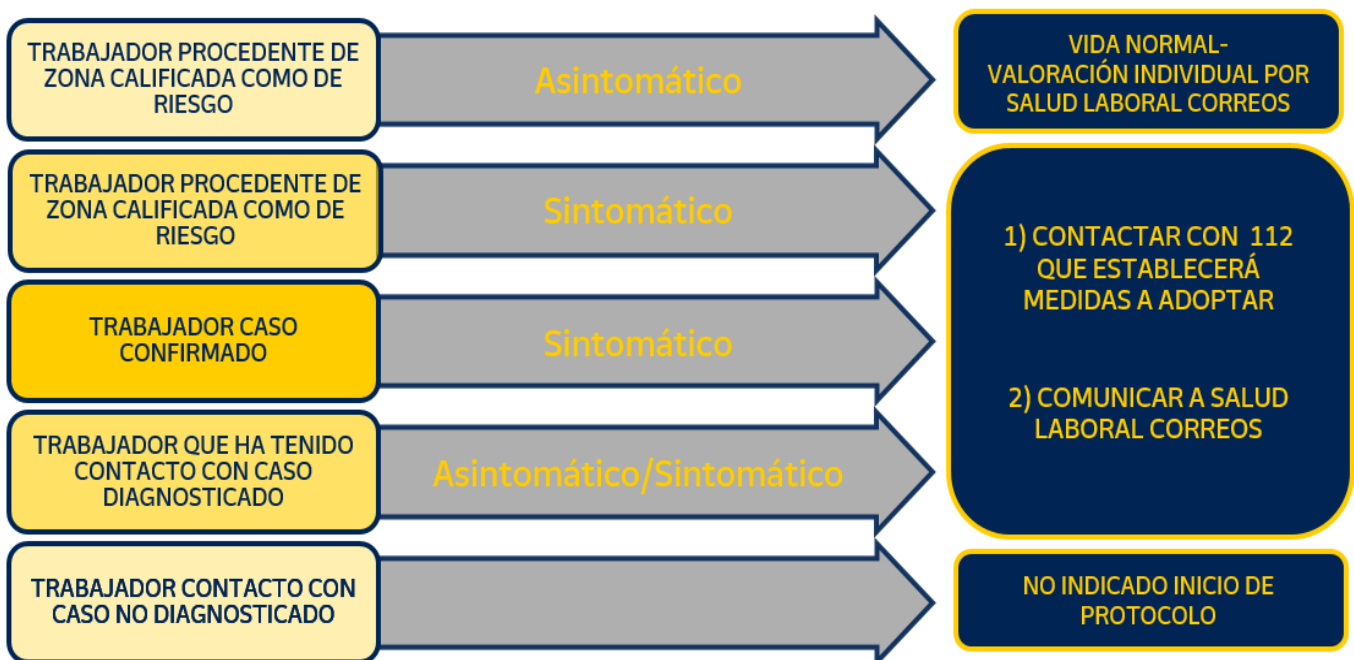 TRABAJADOR PROCEDENTE DE
ZONA CALIFICADA COMO DE
RIESGO
Asintomático
VIDA NORMAL-
VALORACIÓN INDIVIDUAL POR
SALUD LABORAL CORREOS
TRABAJADOR PROCEDENTE DE
ZONA CALIFICADA COMO DE
RIESGO
Sintomático
TRABAJADOR CASO
CONFIRMADO
Sintomático
TRABAJADOR QUE HA TENIDO
CONTACTO CON CASO
DIAGNOSTICADO
Asintomático/Sintomático
1) CONTACTAR CON 112
QUE ESTABLECERÁ
MEDIDAS A ADOPTAR
2) COMUNICAR A SALUD
LABORAL CORREOS
TRABAJADOR CONTACTO CON
CASO NO DIAGNOSTICADO
NO INDICADO INICIO DE
PROTOCOLO